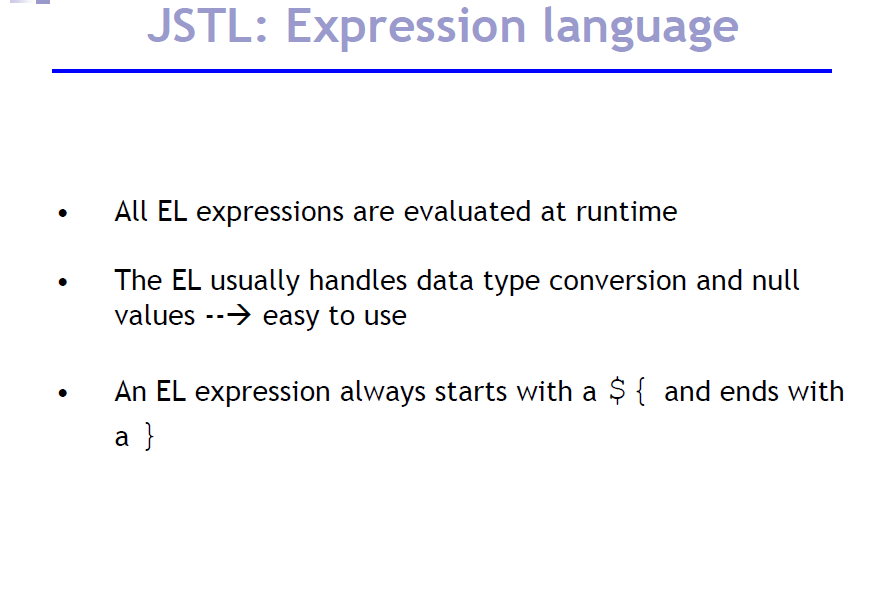 JSTL: Expression language
• All EL expressions are evaluated at runtime
• The EL usually handles data type conversion and null
values --→ easy to use
• An EL expression always starts with a ${ and ends with
a }